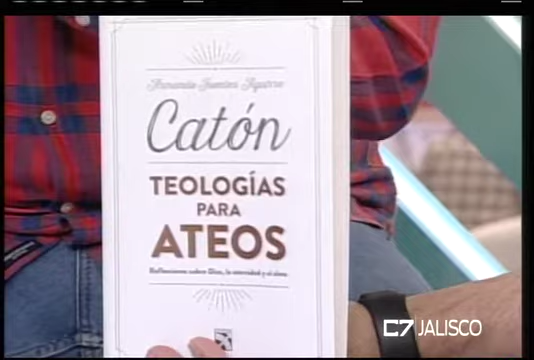 Armando Fuentes Aguirre
Catón
TEOLOGÍAS
PARA
ATEOS
Reflexiones sobre Dios, la eternidad y el alma
C7 JALISCO